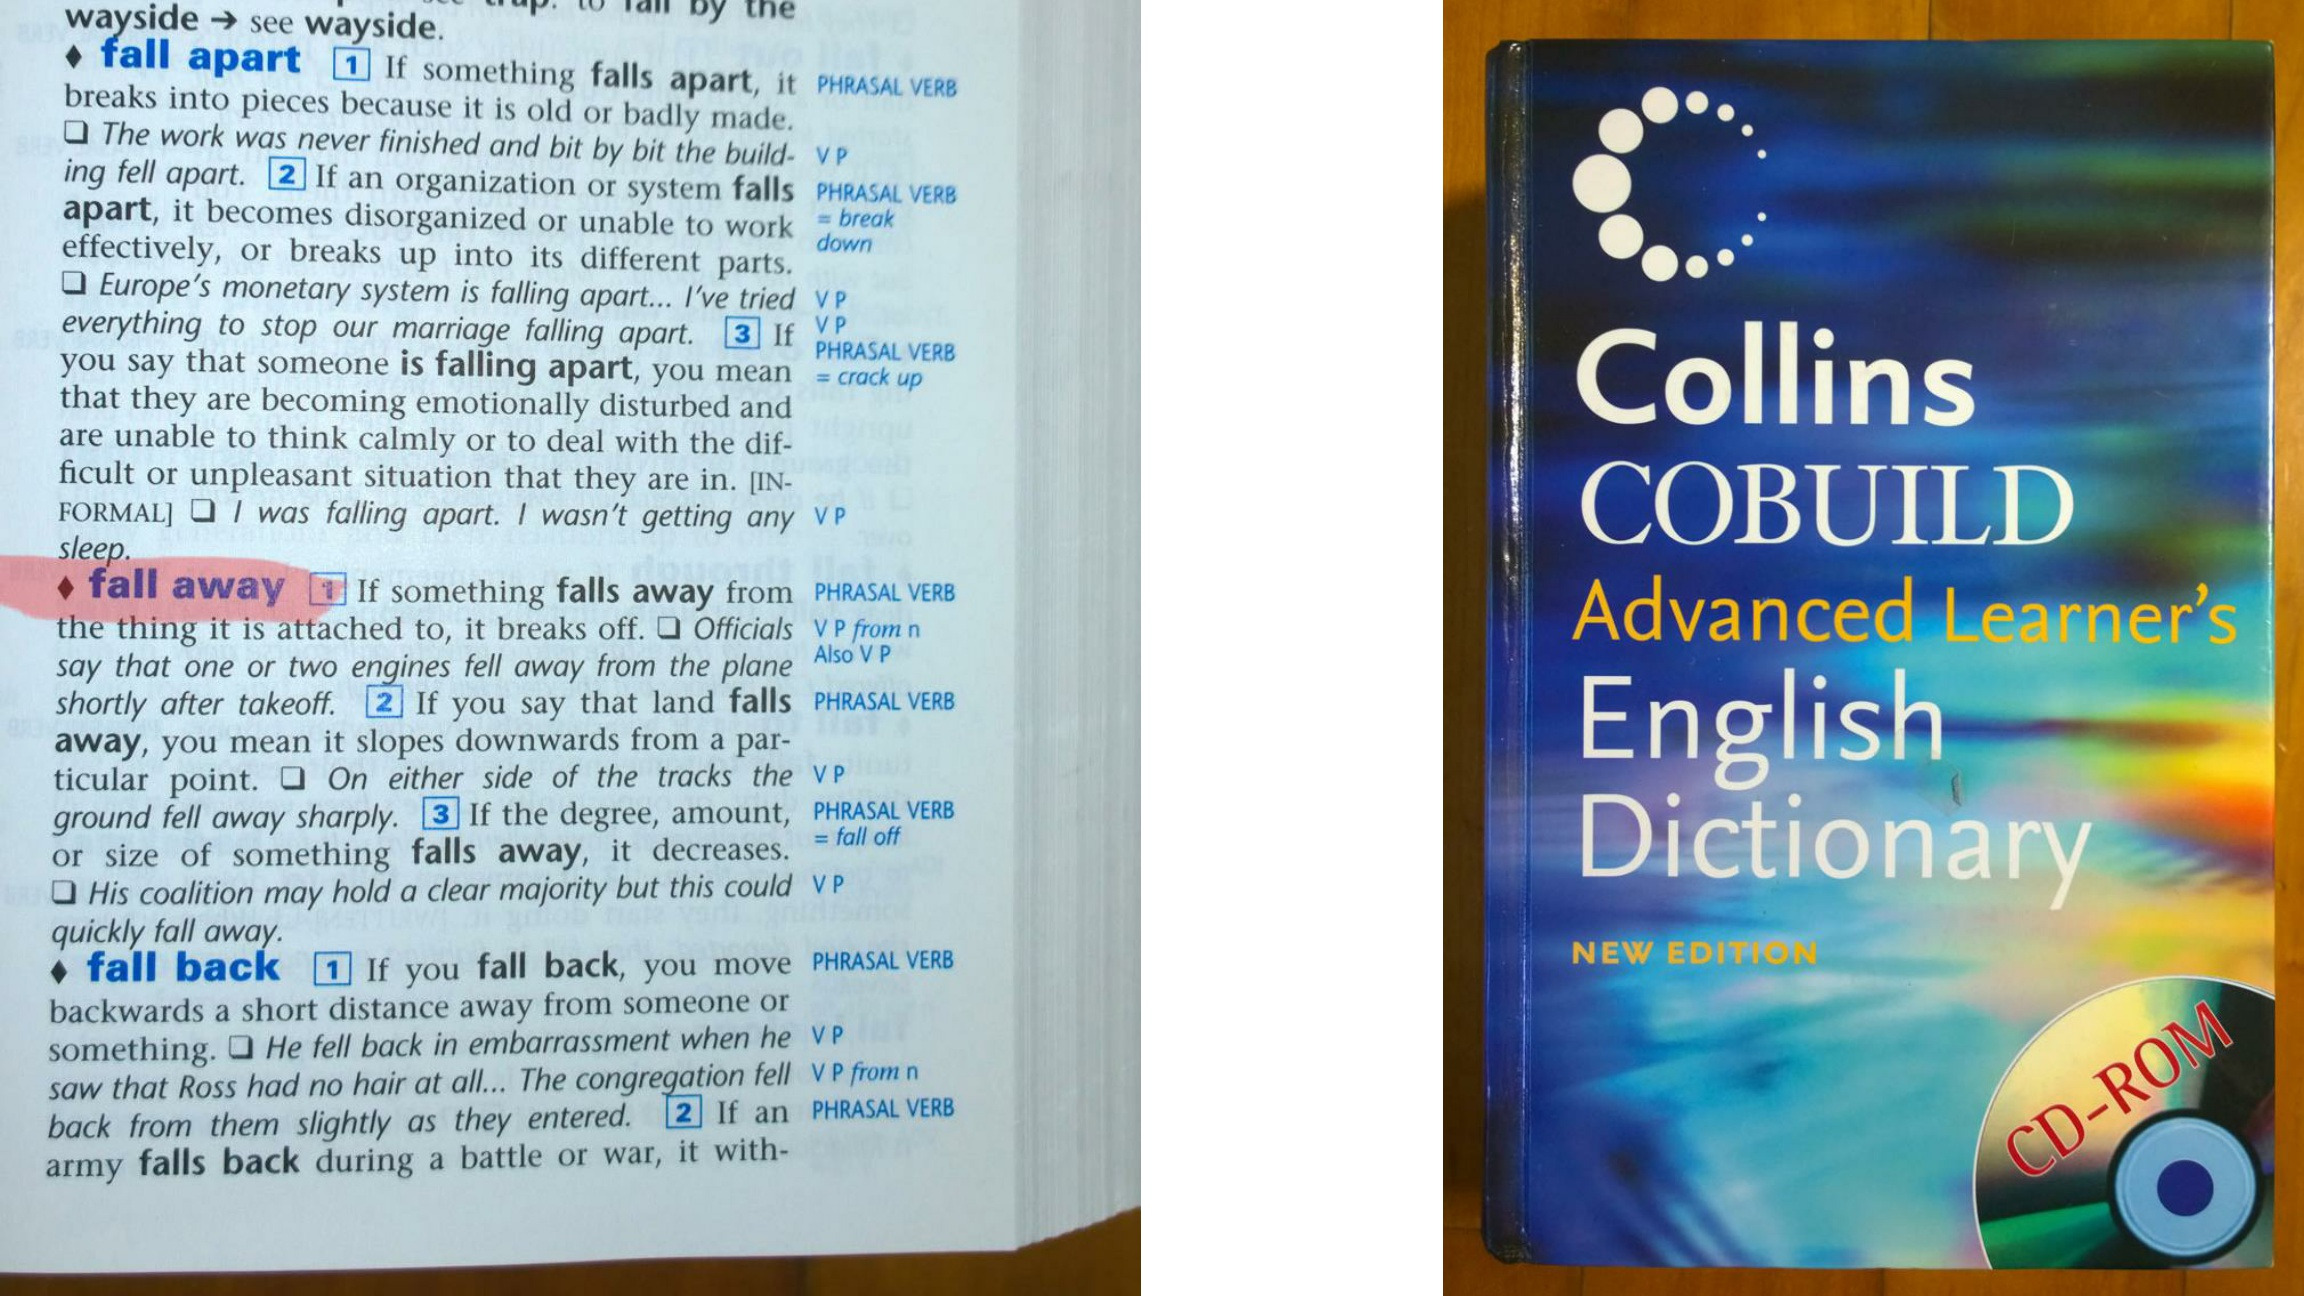 to fall by the
wayside → see wayside.
♦ fall apart 1 If something falls apart, it PHRASAL VERB
breaks into pieces because it is old or badly made.
❑ The work was never finished and bit by bit the build- V P
ing fell apart. 2 If an organization or system falls PHRASAL VERB
apart, it becomes disorganized or unable to work = break
effectively, or breaks up into its different parts. down
❑ Europe's monetary system is falling apart... I've tried V P
everything to stop our marriage falling apart. 3 If V P
you say that someone is falling apart, you mean PHRASAL VERB
that they are becoming emotionally disturbed and = crack up
are unable to think calmly or to deal with the dif-
ficult or unpleasant situation that they are in. [IN-
FORMAL] ❑ I was falling apart. I wasn't getting any V P
sleep.
♦ fall away 1 If something falls away from PHRASAL VERB
the thing it is attached to, it breaks off. ❑ Officials V P from n
say that one or two engines fell away from the plane Also V P
shortly after takeoff. 2 If you say that land falls PHRASAL VERB
away, you mean it slopes downwards from a par-
ticular point. ❑ On either side of the tracks the V P
ground fell away sharply. 3 If the degree, amount, PHRASAL VERB
or size of something falls away, it decreases. = fall off
❑ His coalition may hold a clear majority but this could V P
quickly fall away.
♦ fall back 1 If you fall back, you move PHRASAL VERB
backwards a short distance away from someone or
something. ❑ He fell back in embarrassment when he V P
saw that Ross had no hair at all... The congregation fell V P from n
back from them slightly as they entered. 2 If an PHRASAL VERB
army falls back during a battle or war, it with-
Collins
COBUILD
Advanced Learner's
English
Dictionary
NEW EDITION
CD-ROM